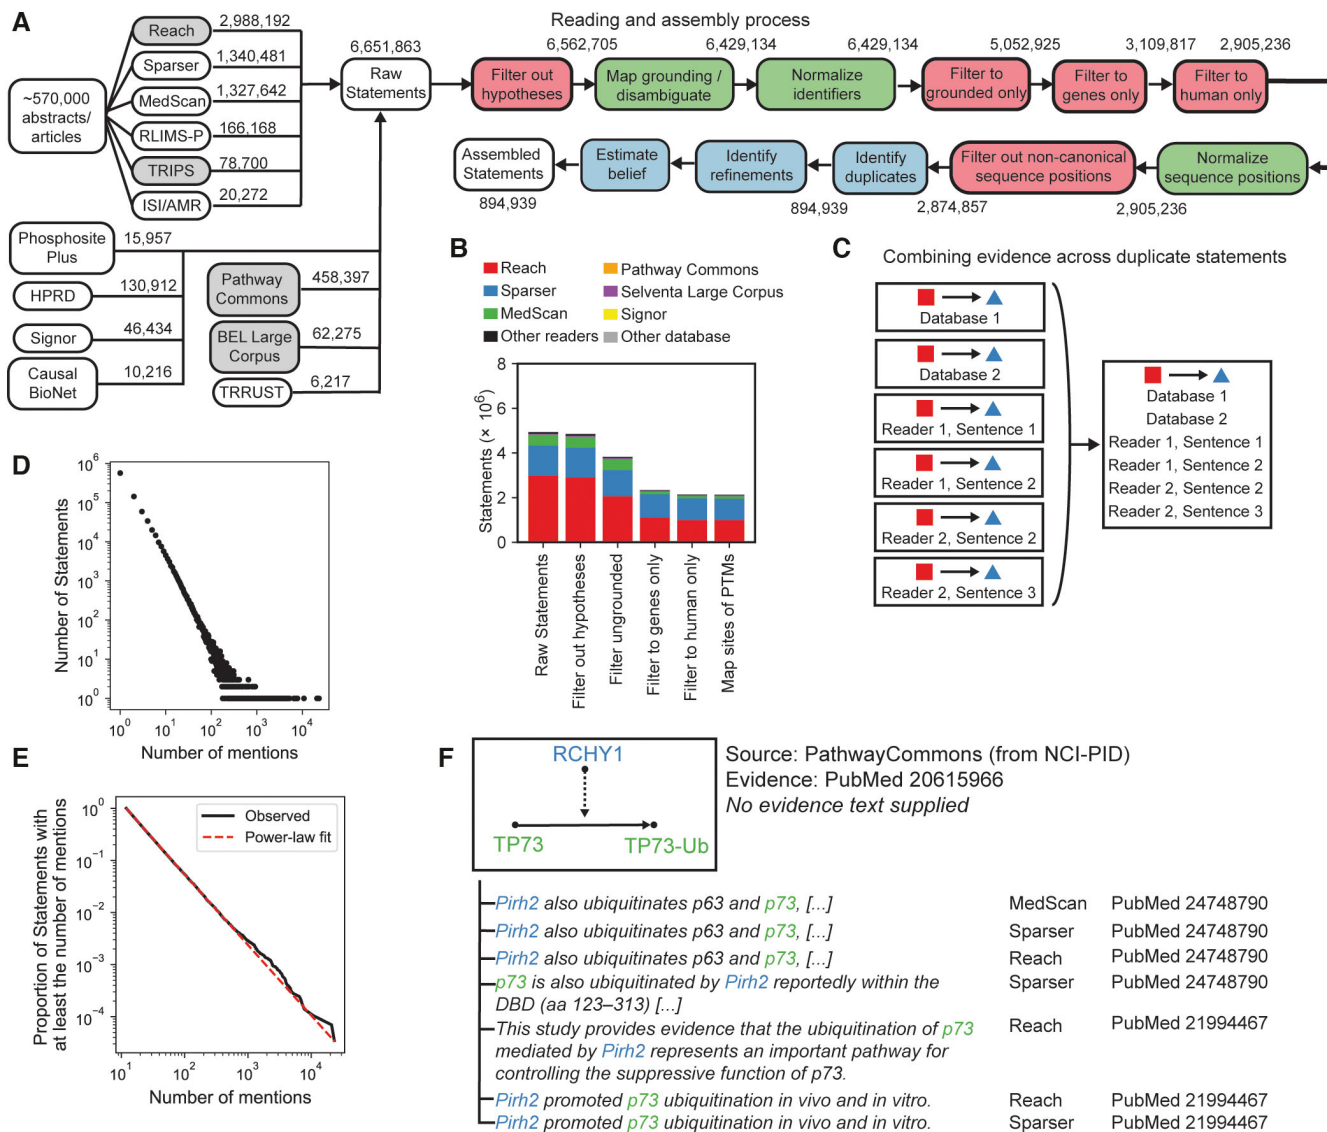 A
Reading and assembly process
~570,000
abstracts/
articles
Reach
2,988,192
Sparser
1,340,481
MedScan
1,327,642
RLIMS-P
166,168
TRIPS
78,700
ISI/AMR
20,272
Phosphosite
Plus
15,957
HPRD
130,912
Signor
46,434
Causal
BioNet
10,216
Pathway
Commons
458,397
BEL Large
Corpus
62,275
TRRUST
6,217
6,651,863
Raw
Statements
Filter out
hypotheses
6,562,705
Map grounding /
disambiguate
6,429,134
Normalize
identifiers
6,429,134
Filter to
grounded only
5,052,925
Filter to
genes only
3,109,817
Filter to
human only
2,905,236
Normalize
sequence positions
2,905,236
Filter out non-canonical
sequence positions
2,874,857
Identify
duplicates
894,939
Identify
refinements
Estimate
belief
Assembled
Statements
894,939
B
Reach
Sparser
MedScan
Other readers
Pathway Commons
Selventa Large Corpus
Signor
Other database
Statements (× 10⁶)
8
6
4
2
0
Raw Statements
Filter out hypotheses
Filter ungrounded
Filter to genes only
Filter to human only
Map sites of PTMs
C
Combining evidence across duplicate statements
Database 1
Database 2
Reader 1, Sentence 1
Reader 1, Sentence 2
Reader 2, Sentence 2
Reader 2, Sentence 3
Database 1
Database 2
Reader 1, Sentence 1
Reader 1, Sentence 2
Reader 2, Sentence 2
Reader 2, Sentence 3
D
Number of Statements
10⁶
10⁵
10⁴
10³
10²
10¹
10⁰
10⁰ 10¹ 10² 10³ 10⁴
Number of mentions
E
Proportion of Statements with
at least the number of mentions
10⁰
10⁻¹
10⁻²
10⁻³
10⁻⁴
Observed
Power-law fit
10¹ 10² 10³ 10⁴
Number of mentions
F
RCHY1
TP73
TP73-Ub
Source: PathwayCommons (from NCI-PID)
Evidence: PubMed 20615966
No evidence text supplied
Pirh2 also ubiquitinates p63 and p73, [...] MedScan PubMed 24748790
Pirh2 also ubiquitinates p63 and p73, [...] Sparser PubMed 24748790
Pirh2 also ubiquitinates p63 and p73, [...] Reach PubMed 24748790
p73 is also ubiquitinated by Pirh2 reportedly within the Sparser PubMed 24748790
DBD (aa 123–313) [...]
This study provides evidence that the ubiquitination of p73 Reach PubMed 21994467
mediated by Pirh2 represents an important pathway for
controlling the suppressive function of p73.
Pirh2 promoted p73 ubiquitination in vivo and in vitro. Reach PubMed 21994467
Pirh2 promoted p73 ubiquitination in vivo and in vitro. Sparser PubMed 21994467